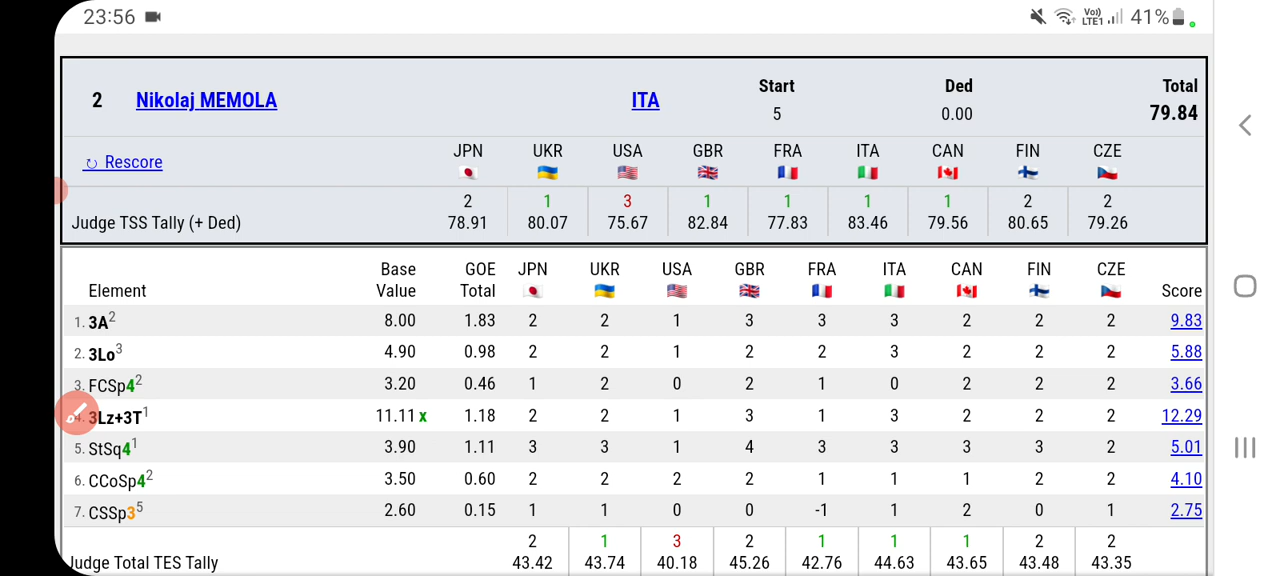 23:56 Vo)) LTE1 41%
2 Nikolaj MEMOLA ITA Start 5 Ded 0.00 Total 79.84
↻ Rescore JPN UKR USA GBR FRA ITA CAN FIN CZE
2 1 3 1 1 1 1 2 2
Judge TSS Tally (+ Ded) 78.91 80.07 75.67 82.84 77.83 83.46 79.56 80.65 79.26
Element Base Value GOE Total JPN UKR USA GBR FRA ITA CAN FIN CZE Score
1. 3A2 8.00 1.83 2 2 1 3 3 3 2 2 2 9.83
2. 3Lo3 4.90 0.98 2 2 1 2 2 3 2 2 2 5.88
3. FCSp42 3.20 0.46 1 2 0 2 1 0 2 2 2 3.66
4. 3Lz+3T1 11.11 x 1.18 2 2 1 3 1 3 2 2 2 12.29
5. StSq41 3.90 1.11 3 3 1 4 3 3 3 3 2 5.01
6. CCoSp42 3.50 0.60 2 2 2 2 1 1 1 2 2 4.10
7. CSSp35 2.60 0.15 1 1 0 0 -1 1 2 0 1 2.75
2 1 3 2 1 1 1 2 2
Judge Total TES Tally 43.42 43.74 40.18 45.26 42.76 44.63 43.65 43.48 43.35